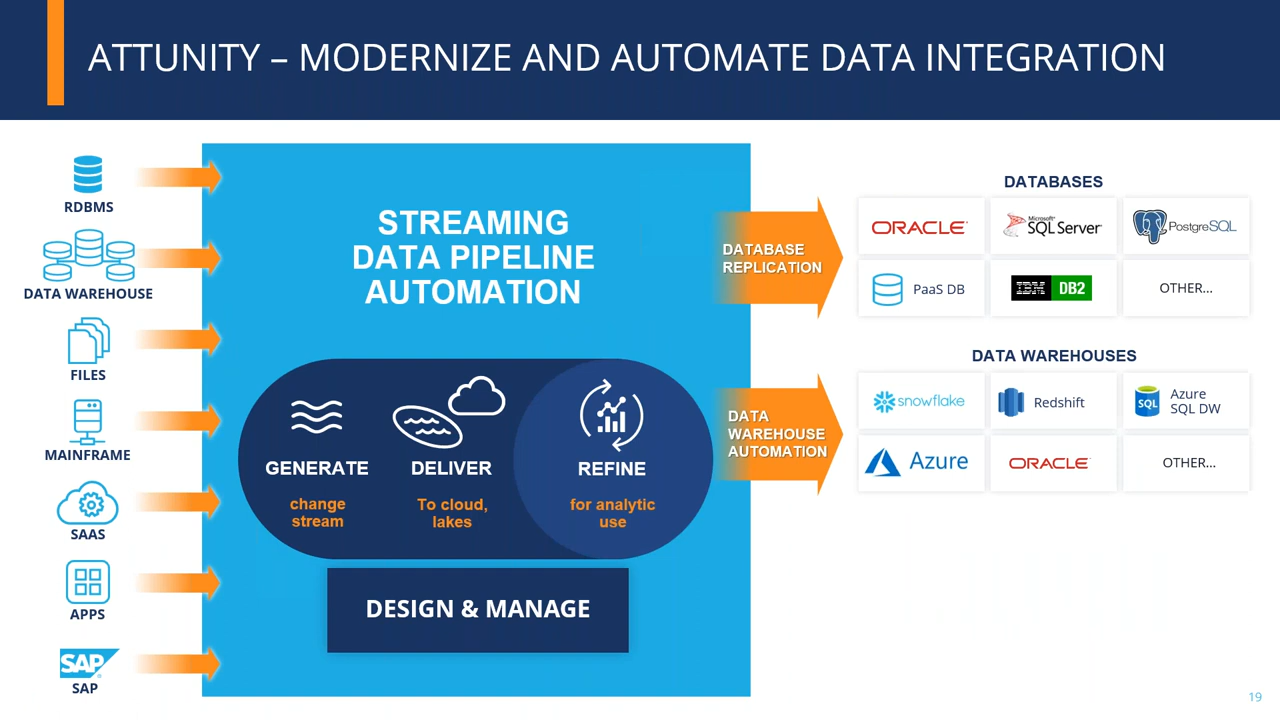 ATTUNITY – MODERNIZE AND AUTOMATE DATA INTEGRATION
RDBMS
DATA WAREHOUSE
FILES
MAINFRAME
SAAS
APPS
SAP
SAP
STREAMING
DATA PIPELINE
AUTOMATION
GENERATE
change
stream
DELIVER
To cloud,
lakes
REFINE
for analytic
use
DESIGN & MANAGE
DATABASE
REPLICATION
DATA
WAREHOUSE
AUTOMATION
DATABASES
ORACLE
Microsoft
SQL Server
PostgreSQL
PaaS DB
IBM DB2
OTHER...
DATA WAREHOUSES
snowflake
Redshift
SQL
Azure
SQL DW
Azure
ORACLE
OTHER...
19